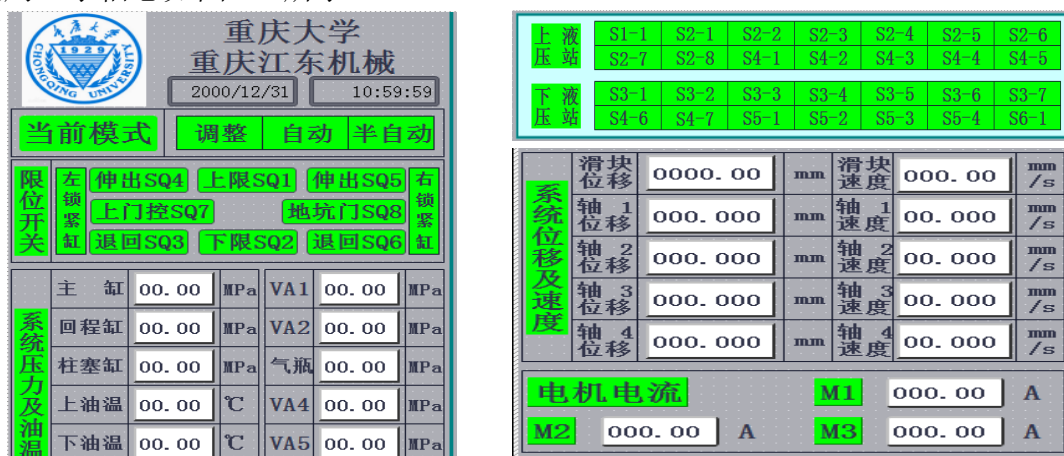 重庆大学
重庆江东机械
1929
CHONGQING UNIVERSITY
2000/12/31 10:59:59
当前模式 调整 自动 半自动
限位开关
左锁紧缸 伸出SQ4 上限SQ1 伸出SQ5 右锁紧缸
上门控SQ7 地坑门SQ8
退回SQ3 下限SQ2 退回SQ6
系统压力及油温
主缸 00.00 MPa VA1 00.00 MPa
回程缸 00.00 MPa VA2 00.00 MPa
柱塞缸 00.00 MPa 气瓶 00.00 MPa
上油温 00.00 ℃ VA4 00.00 MPa
下油温 00.00 ℃ VA5 00.00 MPa
上液压站
S1-1 S2-1 S2-2 S2-3 S2-4 S2-5 S2-6
S2-7 S2-8 S4-1 S4-2 S4-3 S4-4 S4-5
下液压站
S3-1 S3-2 S3-3 S3-4 S3-5 S3-6 S3-7
S4-6 S4-7 S5-1 S5-2 S5-3 S5-4 S6-1
系统位移及速度
滑块位移 0000.00 mm 滑块速度 000.00 mm/s
轴1位移 000.000 mm 轴1速度 00.000 mm/s
轴2位移 000.000 mm 轴2速度 00.000 mm/s
轴3位移 000.000 mm 轴3速度 00.000 mm/s
轴4位移 000.000 mm 轴4速度 00.000 mm/s
电机电流 M1 000.00 A
M2 000.00 A M3 000.00 A